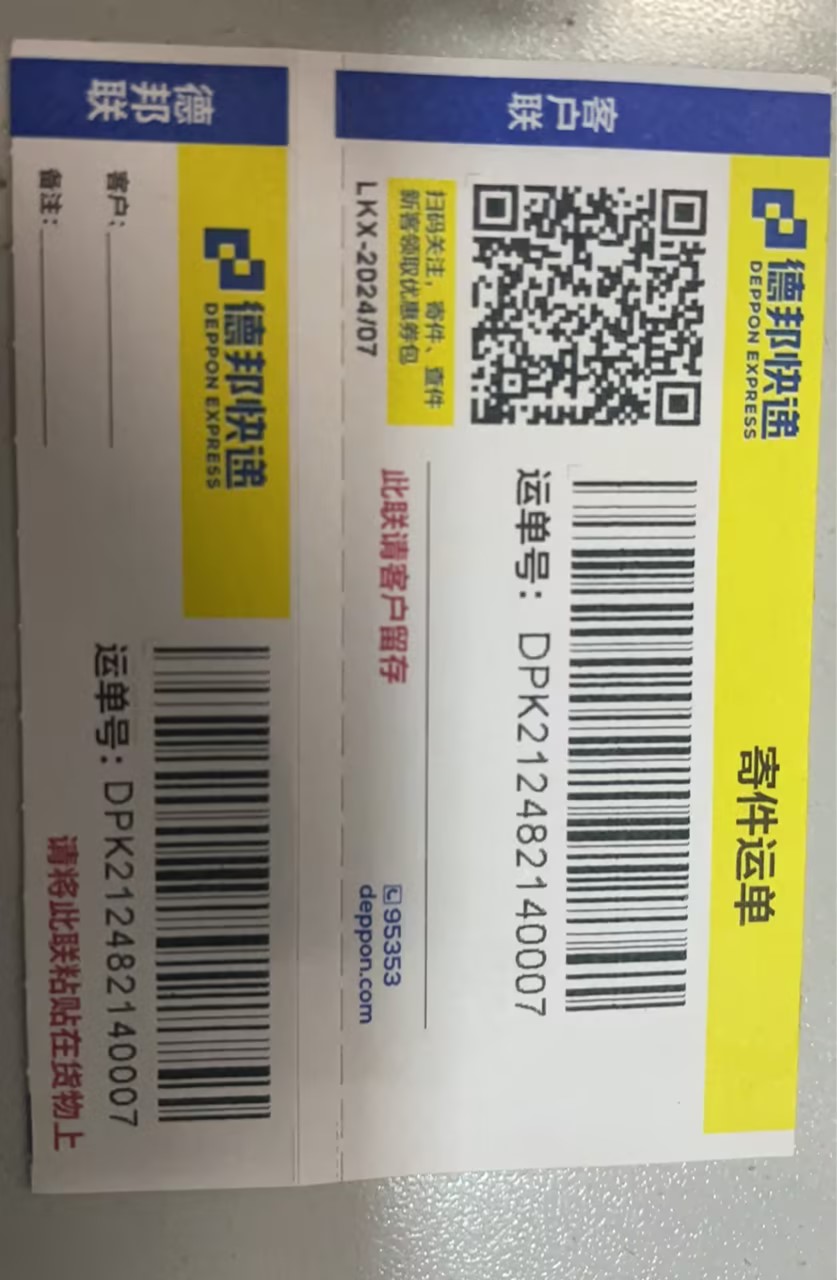 客户联
德邦快递
DEPPON EXPRESS
寄件运单
运单号：DPK212482140007
扫码关注，寄件、查件
新客领取优惠券包
LKX-2024/07
此联请客户留存
95353
deppon.com
德邦联
德邦快递
DEPPON EXPRESS
运单号：DPK212482140007
客户：
备注：
请将此联粘贴在货物上